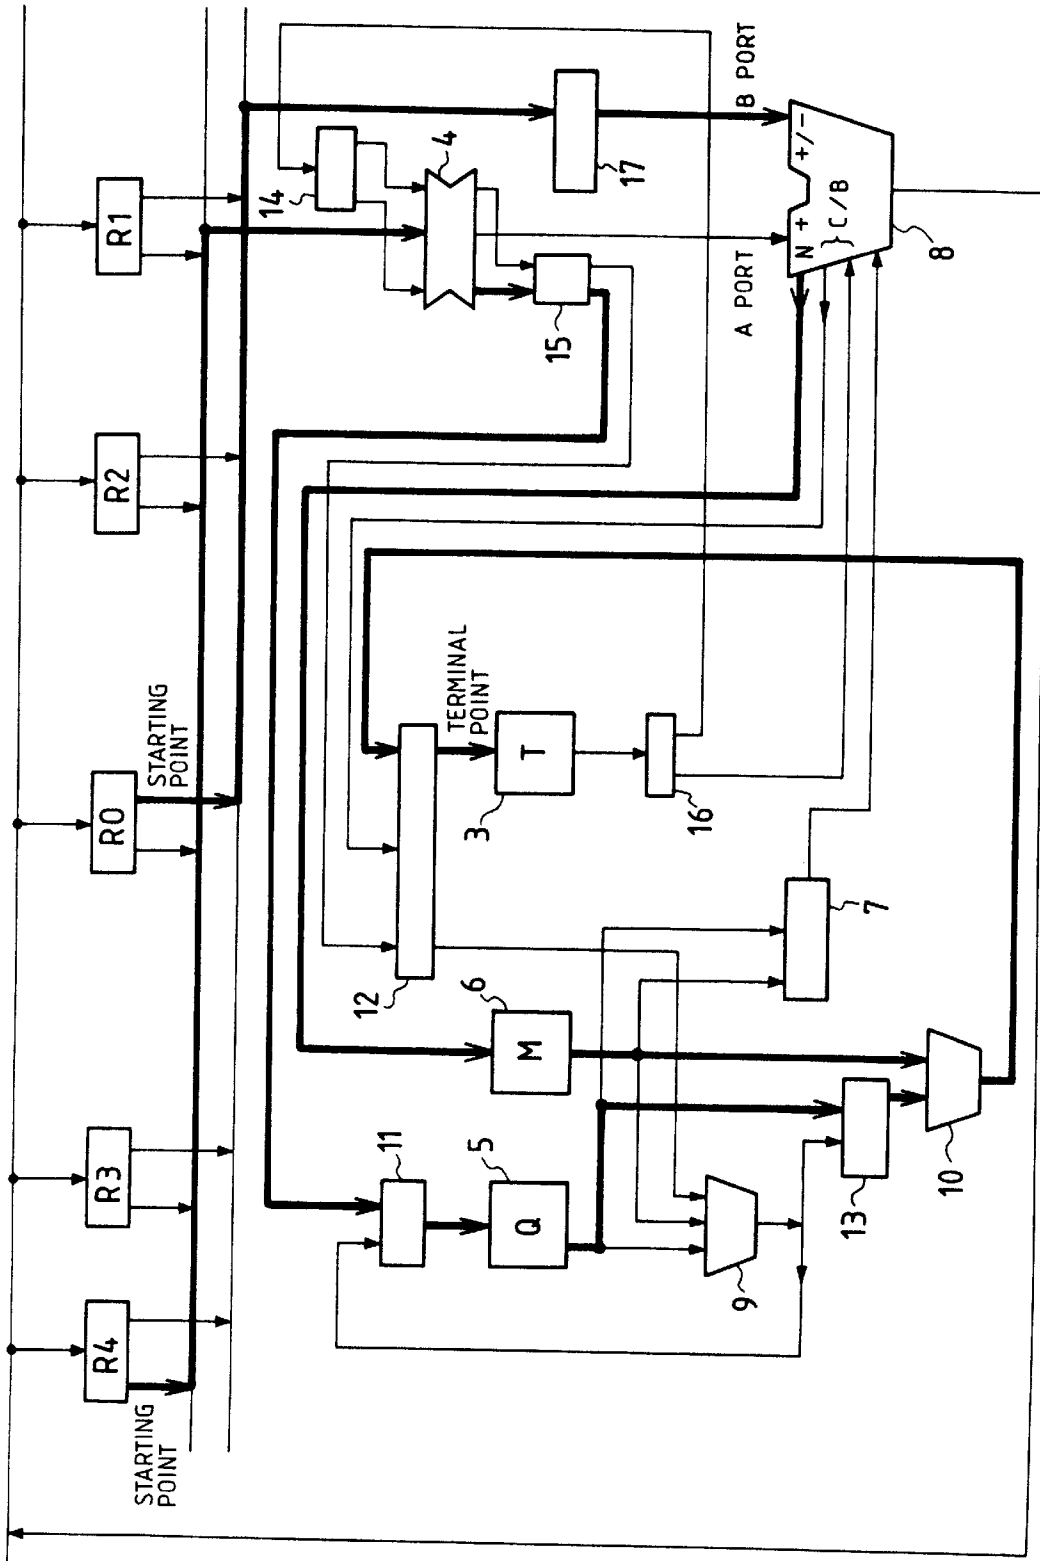 R4
R3
R0
R2
R1
STARTING
POINT
STARTING
POINT
14
12
11
4
TERMINAL
POINT
5
6
3
Q
M
T
15
17
16
9
A PORT
B PORT
N + +/-
} C/B
13
7
10
8